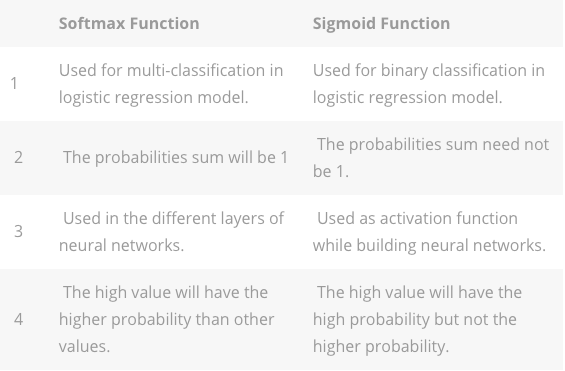 Softmax Function Sigmoid Function
1
Used for multi-classification in
logistic regression model.
Used for binary classification in
logistic regression model.
2
The probabilities sum will be 1
The probabilities sum need not
be 1.
3
Used in the different layers of
neural networks.
Used as activation function
while building neural networks.
4
The high value will have the
higher probability than other
values.
The high value will have the
high probability but not the
higher probability.